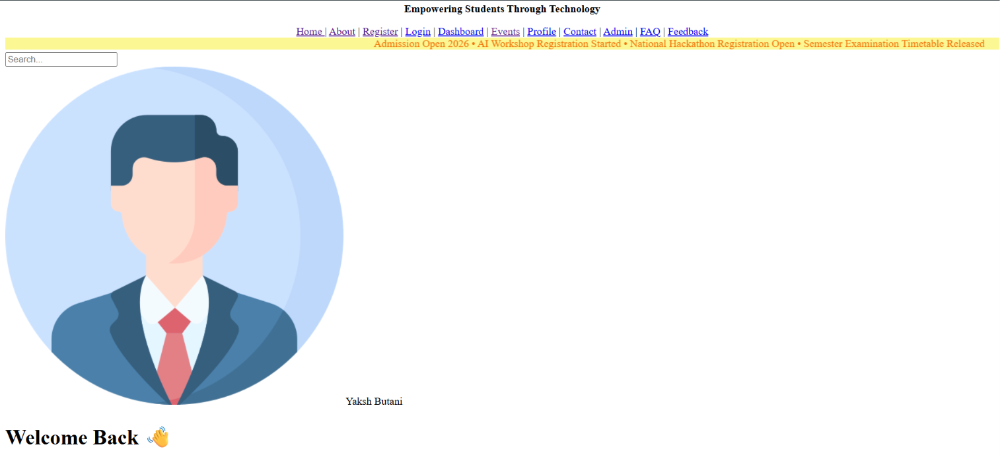 Empowering Students Through Technology
Home | About | Register | Login | Dashboard | Events | Profile | Contact | Admin | FAQ | Feedback
Admission Open 2026 • AI Workshop Registration Started • National Hackathon Registration Open • Semester Examination Timetable Released
Search...
Yaksh Butani
Welcome Back 👋